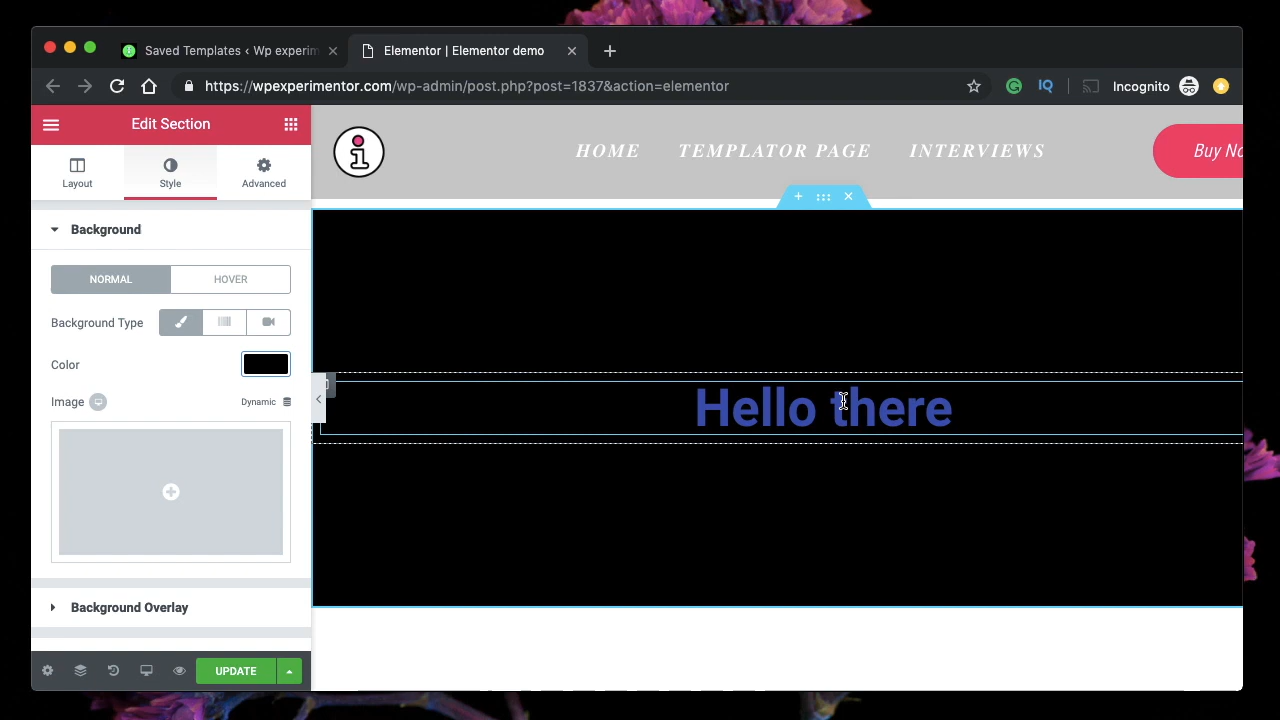 Saved Templates ‹ Wp experim
Elementor | Elementor demo
https://wpexperimentor.com/wp-admin/post.php?post=1837&action=elementor
IQ
Incognito
Edit Section
Layout
Style
Advanced
HOME
TEMPLATOR PAGE
INTERVIEWS
Buy No
Background
NORMAL
HOVER
Background Type
Color
Image
Dynamic
Hello there
Background Overlay
UPDATE